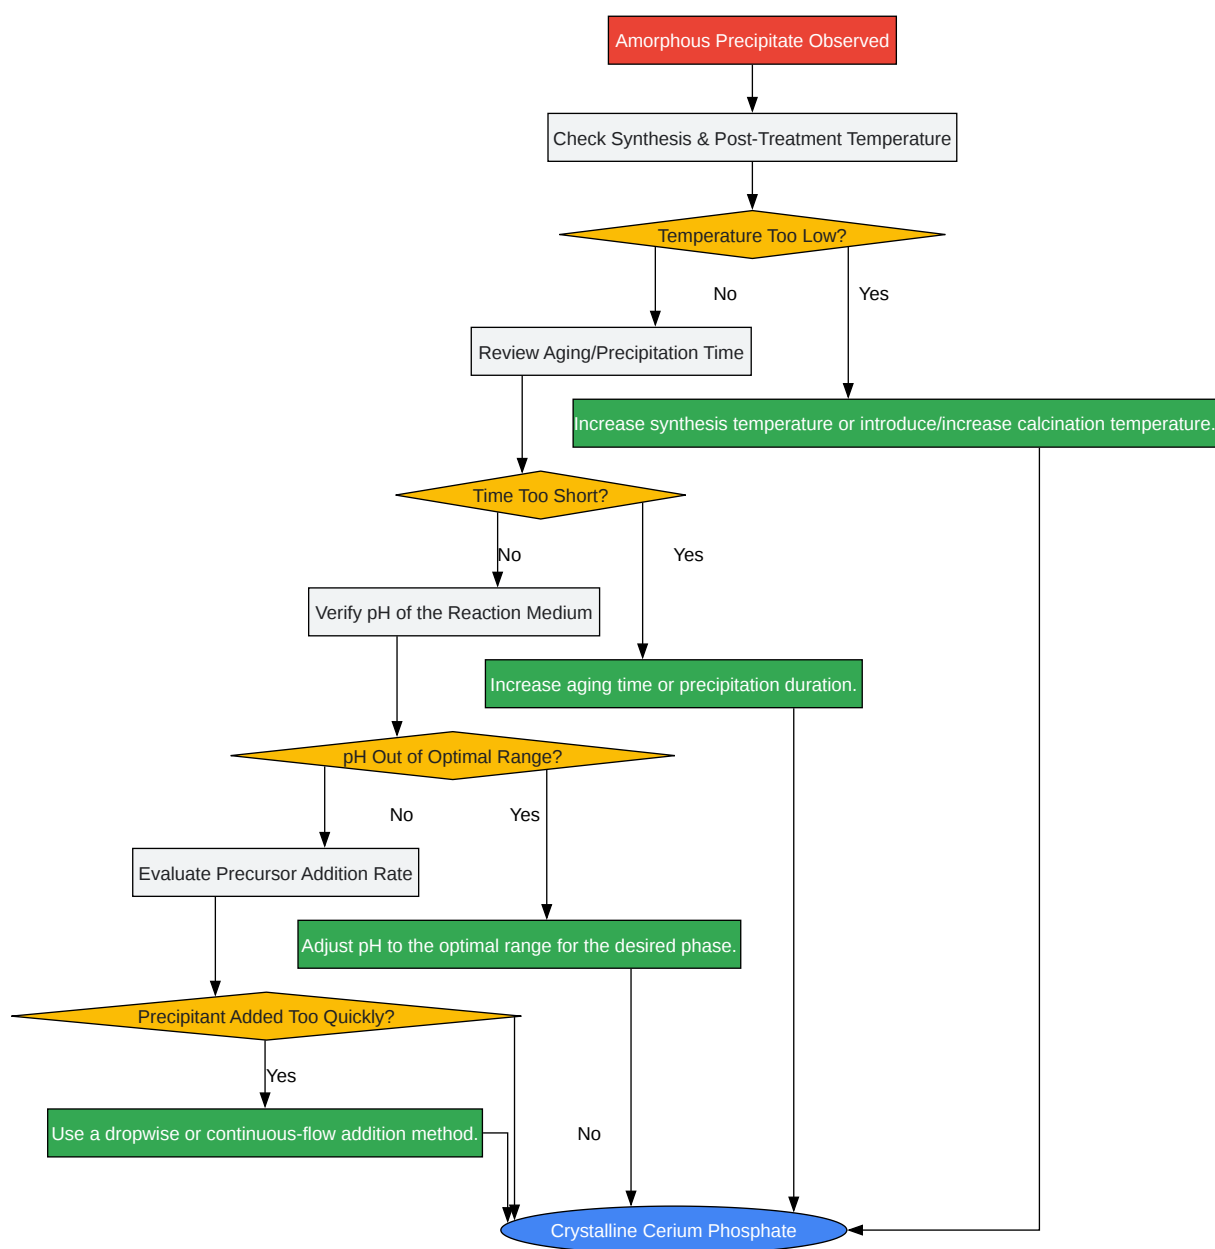 Amorphous Precipitate Observed
Check Synthesis & Post-Treatment Temperature
Temperature Too Low?
No
Yes
Review Aging/Precipitation Time
Increase synthesis temperature or introduce/increase calcination temperature.
Time Too Short?
No
Yes
Verify pH of the Reaction Medium
Increase aging time or precipitation duration.
pH Out of Optimal Range?
No
Yes
Evaluate Precursor Addition Rate
Adjust pH to the optimal range for the desired phase.
Precipitant Added Too Quickly?
Yes
Use a dropwise or continuous-flow addition method.
No
Crystalline Cerium Phosphate